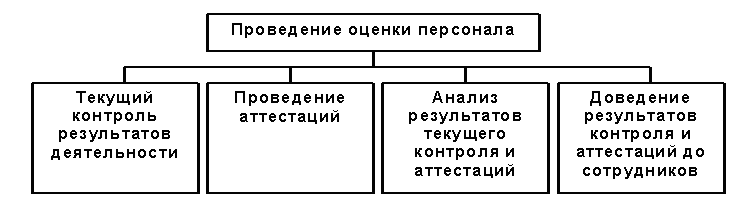 Проведение оценки персонала
Текущий
контроль
результатов
деятельности
Проведение
аттестаций
Анализ
результатов
текущего
контроля и
аттестаций
Доведение
результатов
контроля и
аттестаций до
сотрудников